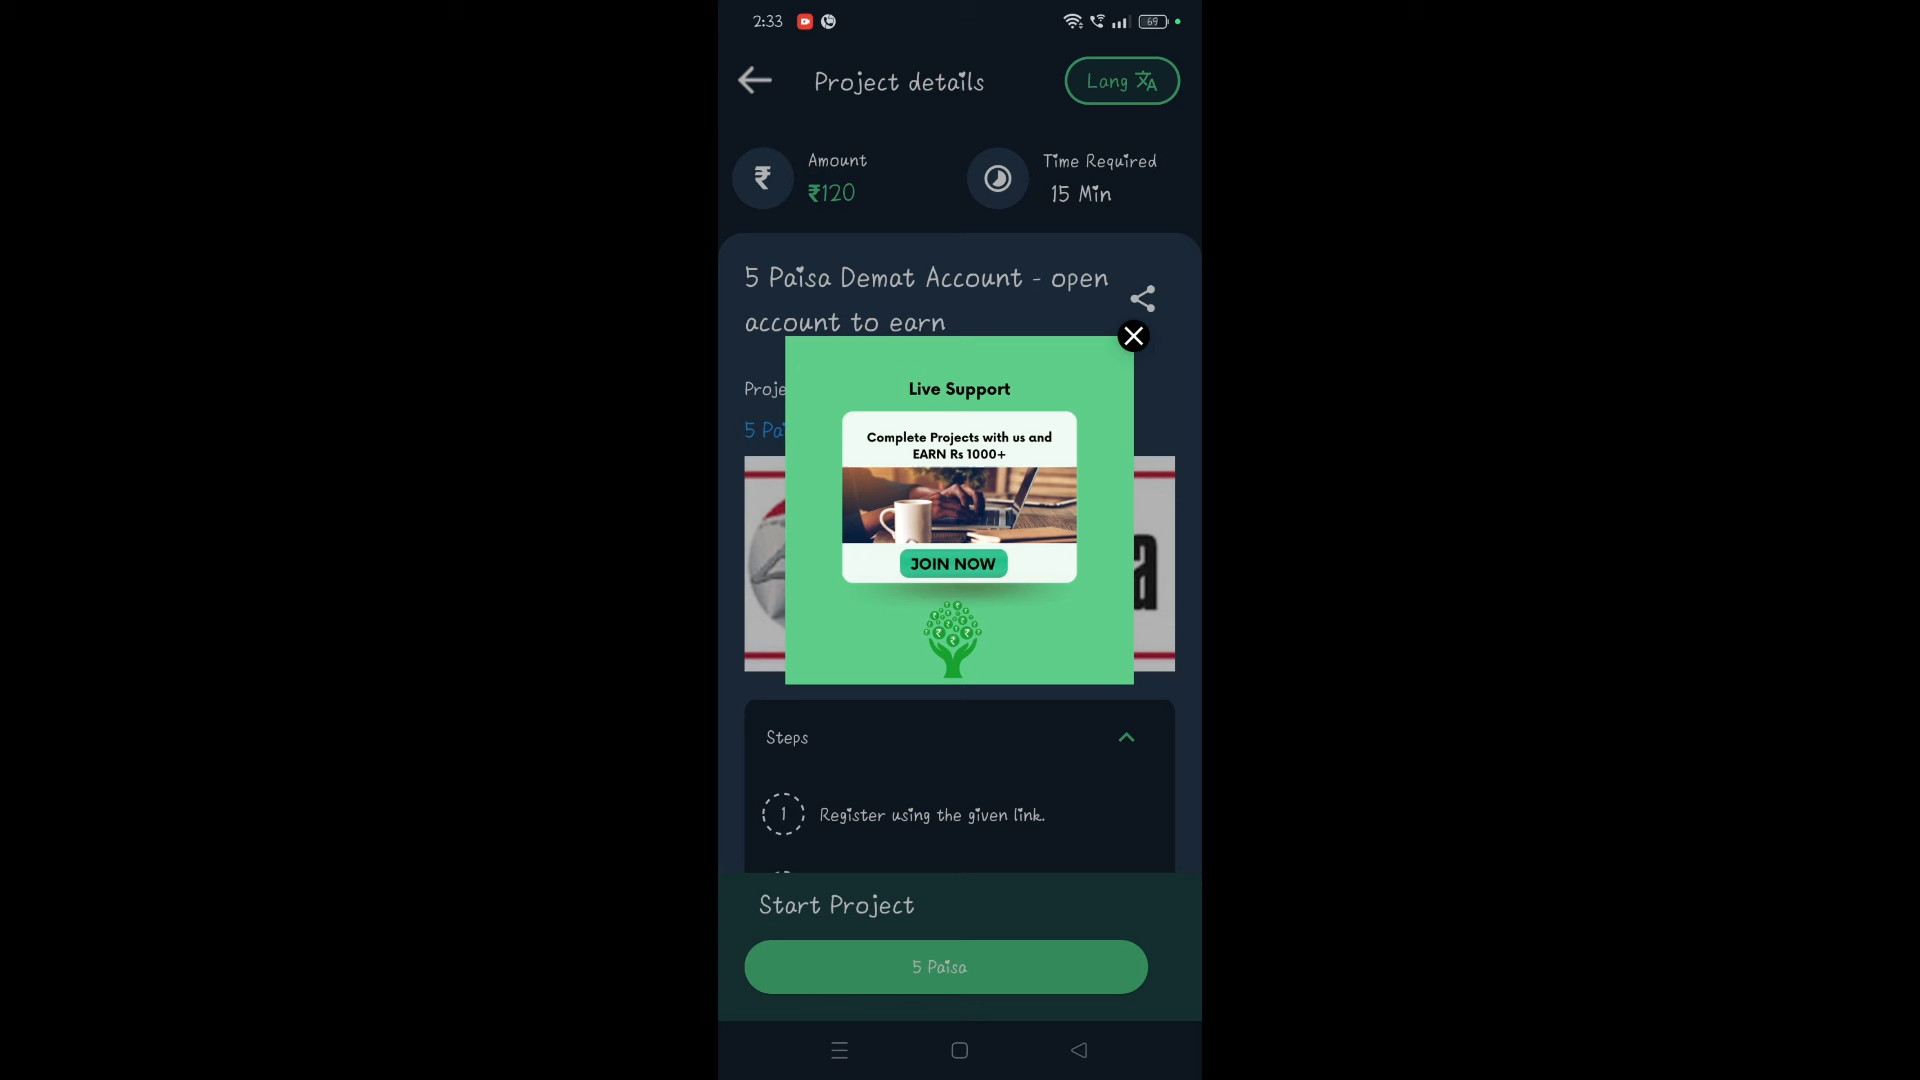 2:33
69
Project details
Lang
Amount
₹120
Time Required
15 Min
5 Paisa Demat Account - open
account to earn
Live Support
Complete Projects with us and
EARN Rs 1000+
JOIN NOW
Steps
1 Register using the given link.
Start Project
5 Paisa